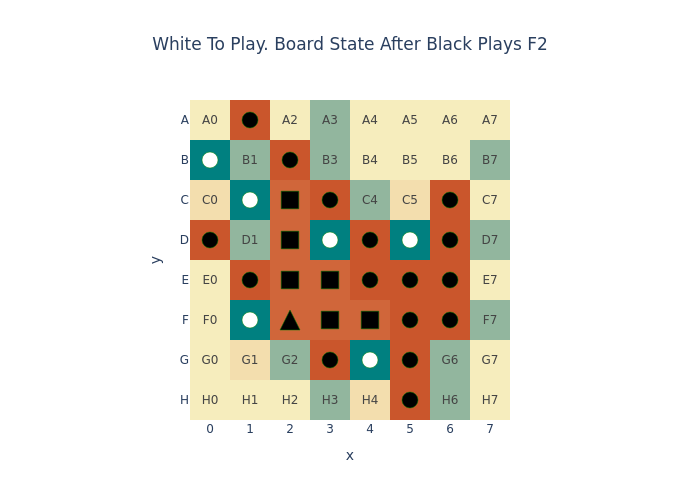 White To Play. Board State After Black Plays F2
A A0 A2 A3 A4 A5 A6 A7
B B1 B3 B4 B5 B6 B7
C C0 C4 C5 C7
D D1 D7
E E0 E7
F F0 F7
G G0 G1 G2 G6 G7
H H0 H1 H2 H3 H4 H6 H7
0 1 2 3 4 5 6 7
x
y